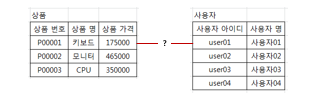 상품
상품 번호 상품 명 상품 가격
P00001 키보드 175000
P00002 모니터 465000
P00003 CPU 350000
?
사용자
사용자 아이디 사용자 명
user01 사용자01
user02 사용자02
user03 사용자03
user04 사용자04